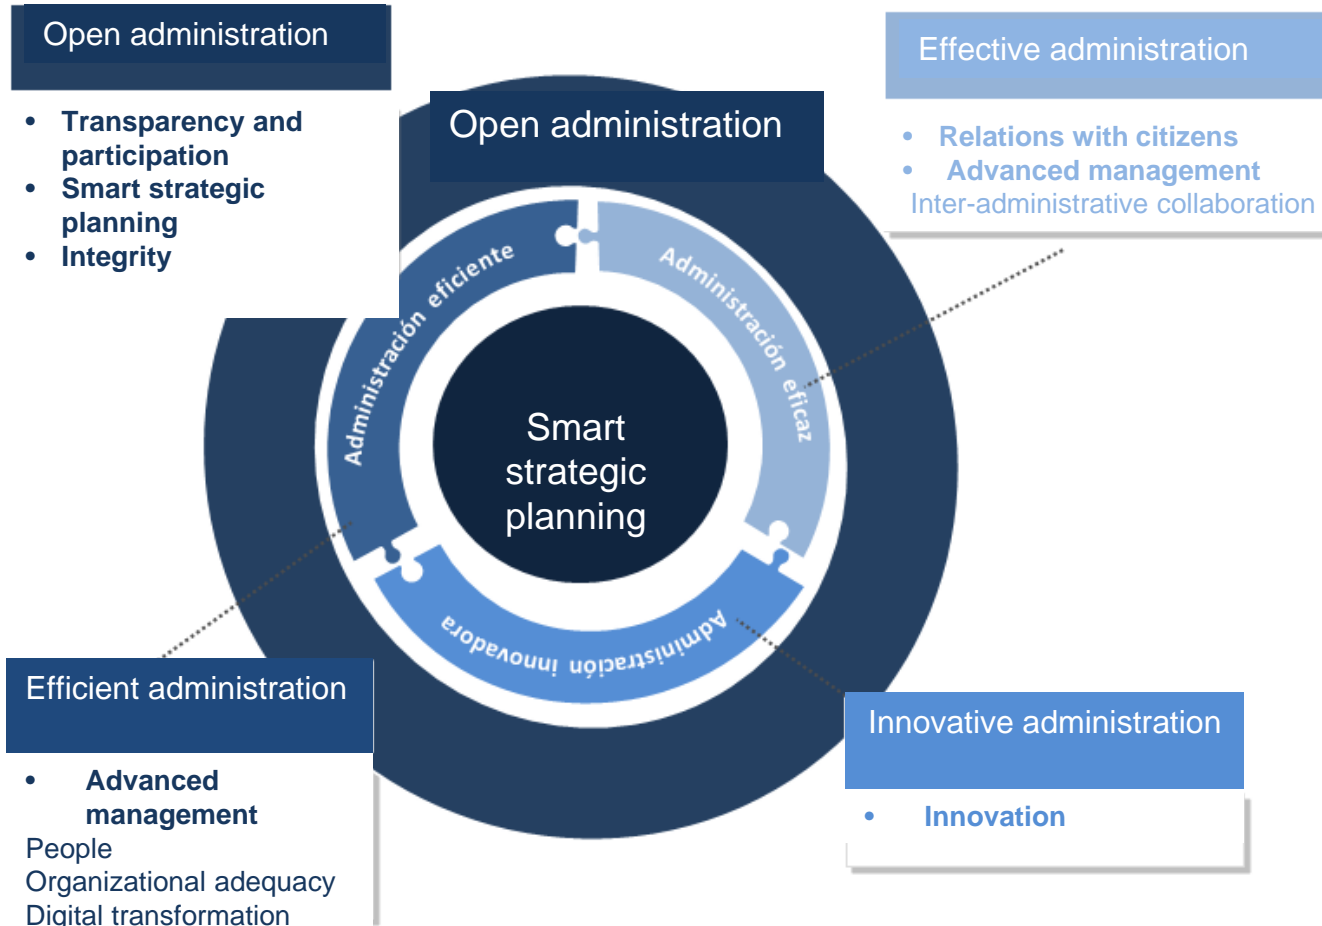 Open administration
• Transparency and
participation
• Smart strategic
planning
• Integrity
Open administration
Effective administration
• Relations with citizens
• Advanced management
Inter-administrative collaboration
Administración eficiente
Administración eficaz
Smart
strategic
planning
Administración innovadora
Efficient administration
• Advanced
management
People
Organizational adequacy
Digital transformation
Innovative administration
• Innovation